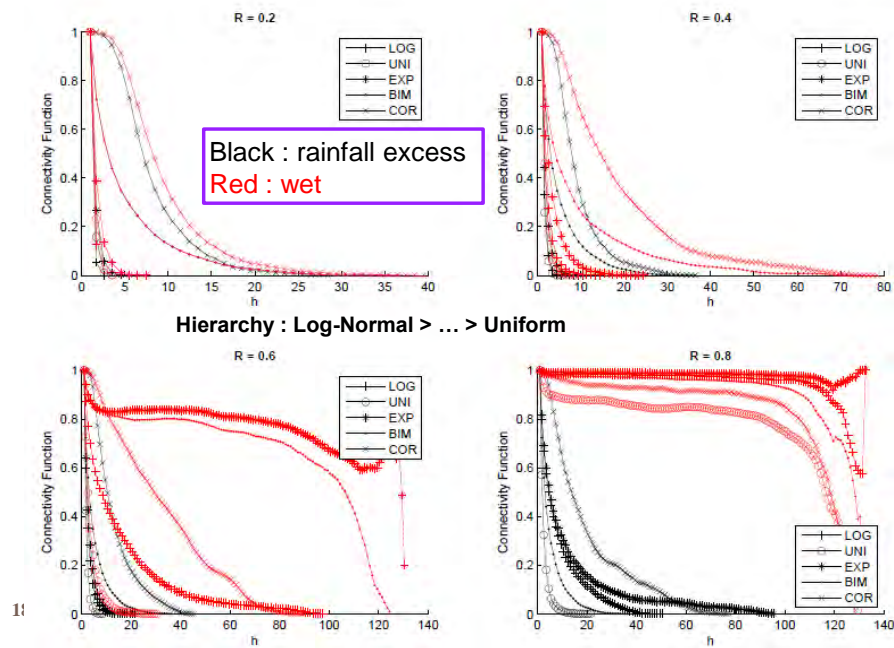 R = 0.2
Connectivity Function
1
0.8
0.6
0.4
0.2
0
0 5 10 15 20 25 30 35 40
h
LOG
UNI
EXP
BIM
COR
Black : rainfall excess
Red : wet
R = 0.4
Connectivity Function
1
0.8
0.6
0.4
0.2
0
0 10 20 30 40 50 60 70 80
h
LOG
UNI
EXP
BIM
COR
Hierarchy : Log-Normal > ... > Uniform
R = 0.6
Connectivity Function
1
0.8
0.6
0.4
0.2
0
0 20 40 60 80 100 120 140
h
LOG
UNI
EXP
BIM
COR
R = 0.8
Connectivity Function
1
0.8
0.6
0.4
0.2
0
0 20 40 60 80 100 120 140
h
LOG
UNI
EXP
BIM
COR